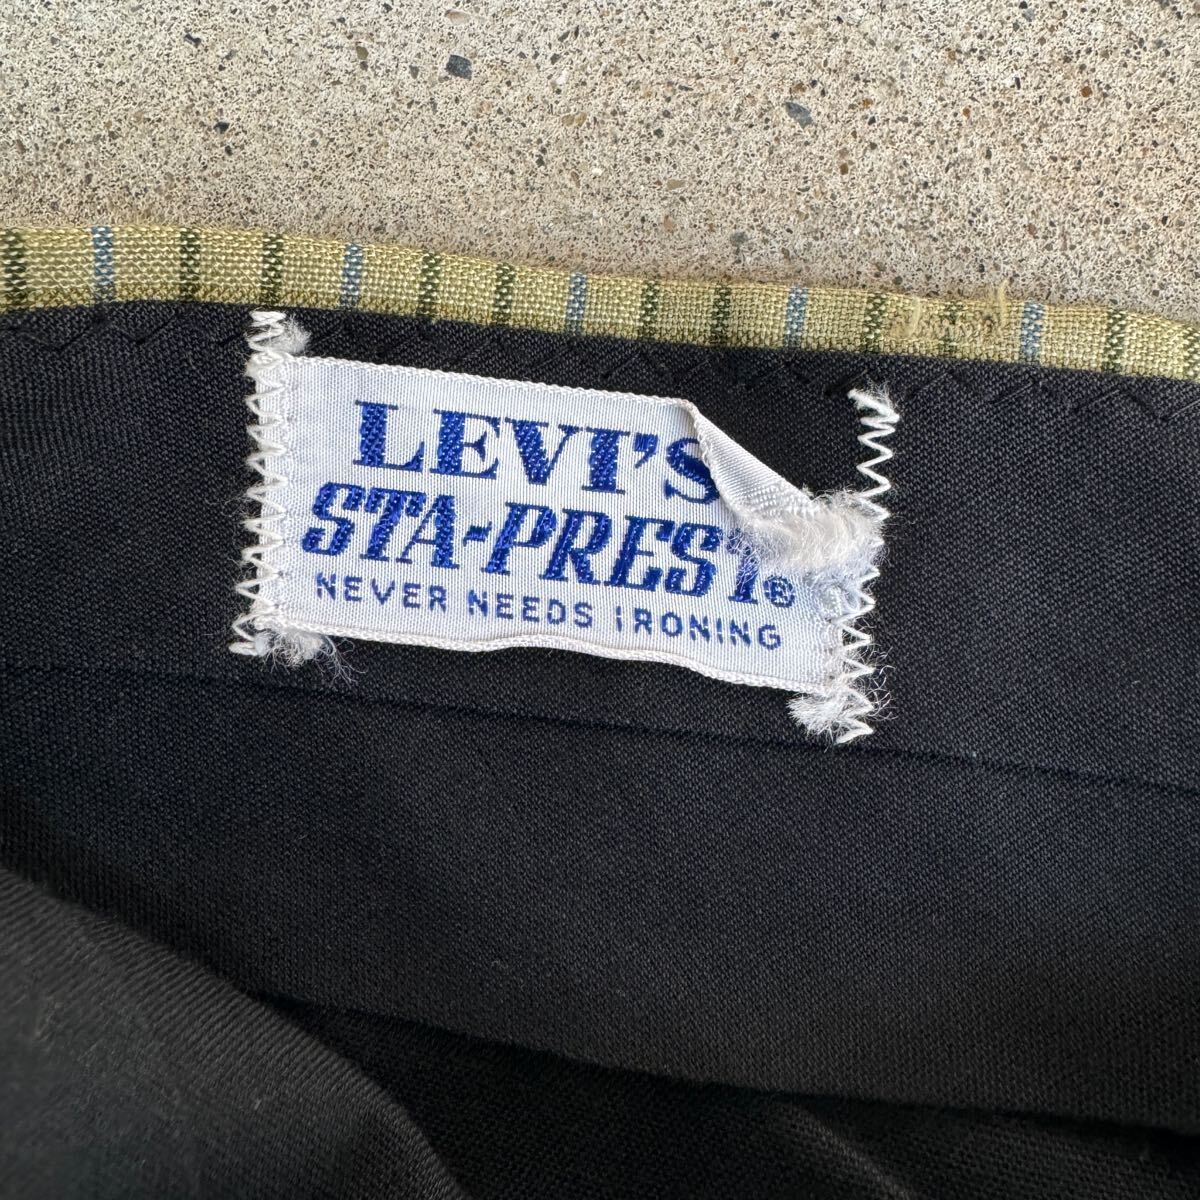 LEVI'S
STA-PREST®
NEVER NEEDS IRONING